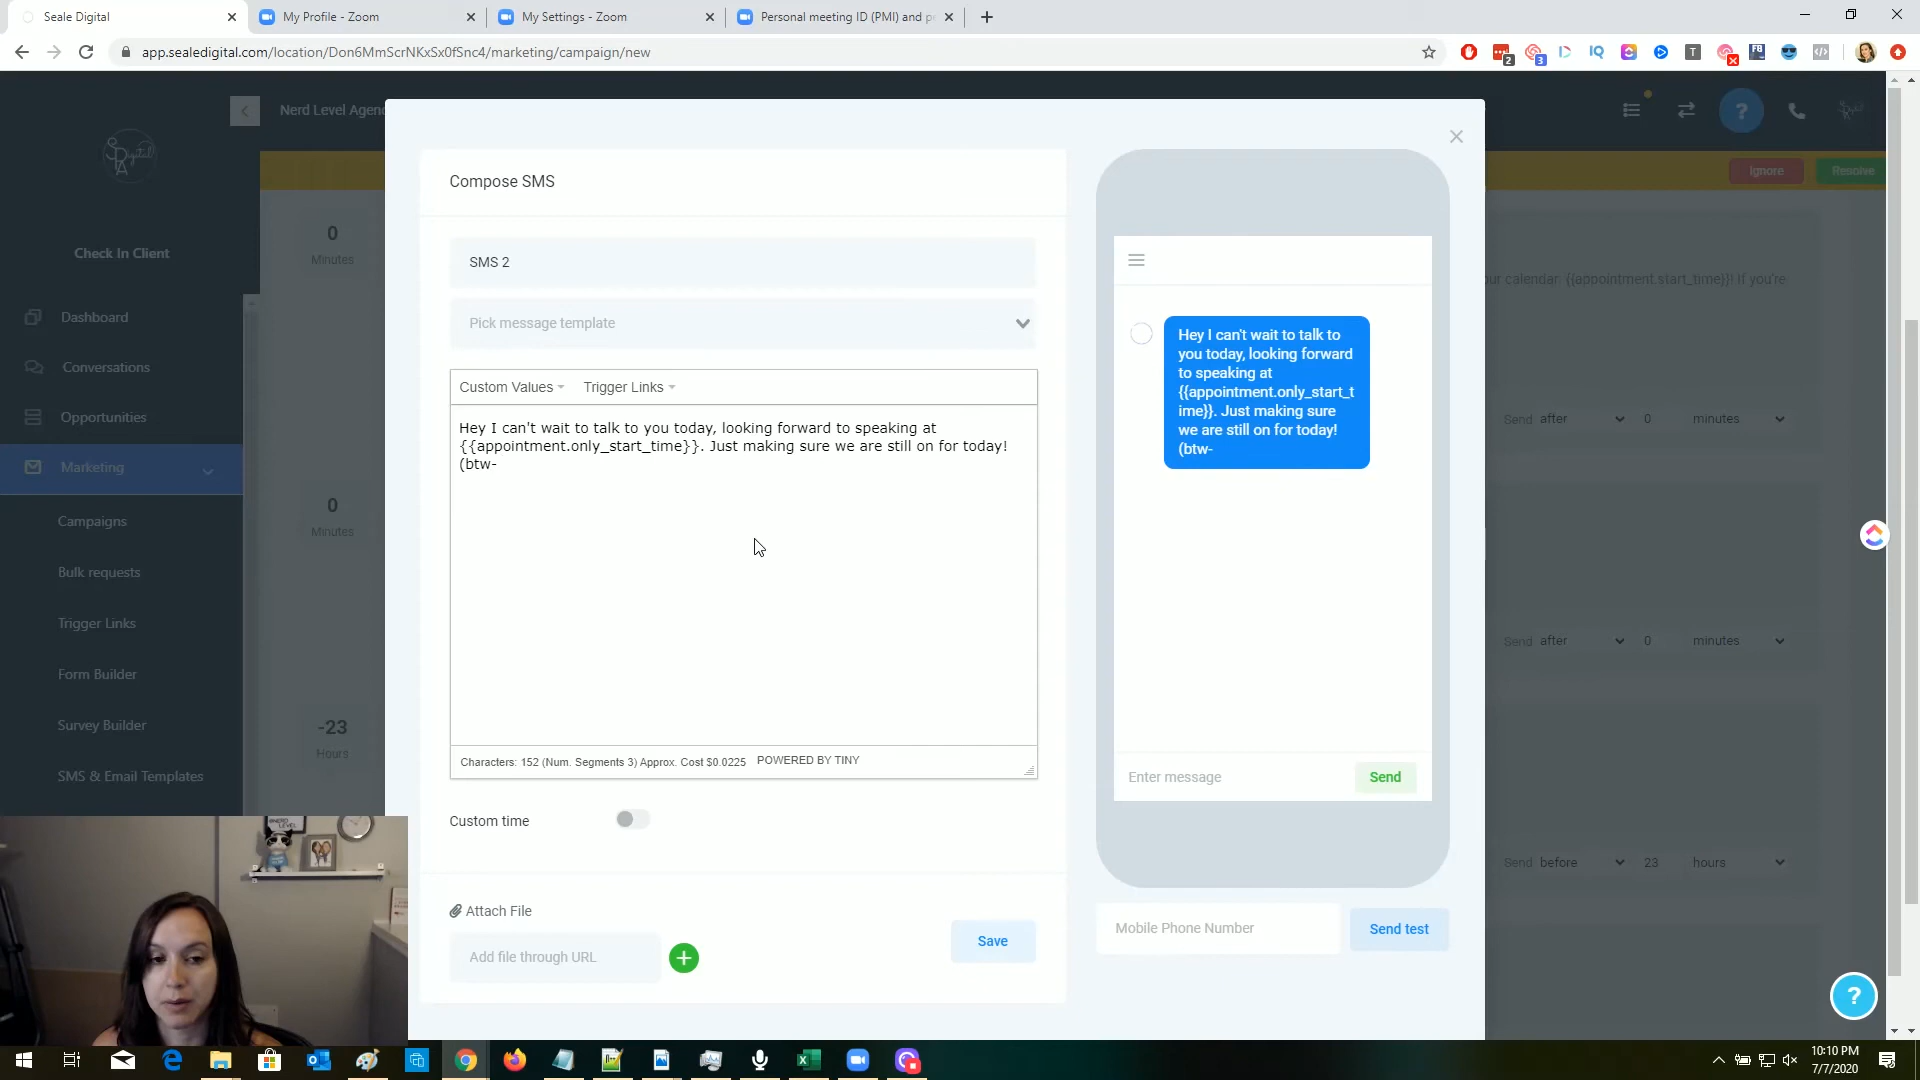 Seale Digital
My Profile - Zoom
My Settings - Zoom
Personal meeting ID (PMI) and pe
app.sealedigital.com/location/Don6MmScrNKxSx0fSnc4/marketing/campaign/new
2
3
IQ
T
FB
Nerd Level Agen
Ignore
Resolve
Check In Client
Dashboard
Conversations
Opportunities
Marketing
Campaigns
Bulk requests
Trigger Links
Form Builder
Survey Builder
SMS & Email Templates
0
Minutes
0
Minutes
-23
Hours
Compose SMS
SMS 2
Pick message template
Custom Values
Trigger Links
Hey I can't wait to talk to you today, looking forward to speaking at
{{appointment.only_start_time}}. Just making sure we are still on for today!
(btw-
Characters: 152 (Num. Segments 3) Approx. Cost $0.0225
POWERED BY TINY
Custom time
Attach File
Add file through URL
Save
Hey I can't wait to talk to
you today, looking forward
to speaking at
{{appointment.only_start_t
ime}}. Just making sure
we are still on for today!
(btw-
Enter message
Send
Mobile Phone Number
Send test
our calendar: {{appointment.start_time}}! If you're
Send after 0 minutes
Send after 0 minutes
Send before 23 hours
?
?
10:10 PM
7/7/2020